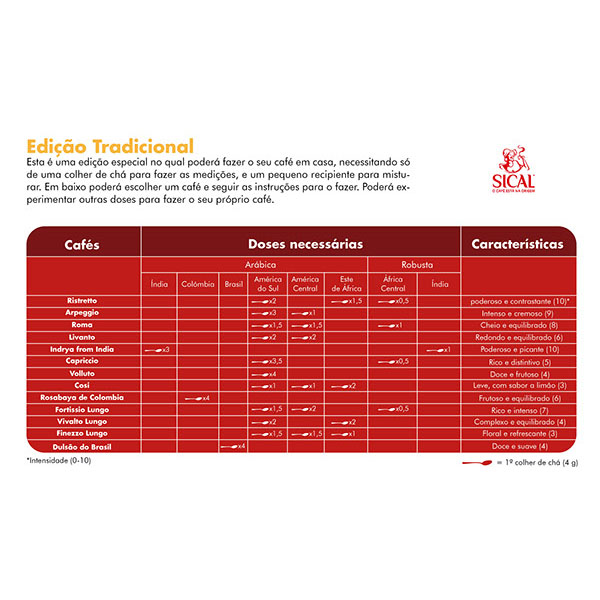 Edição Tradicional
Esta é uma edição especial no qual poderá fazer o seu café em casa, necessitando só
de uma colher de chá para fazer as medições, e um pequeno recipiente para mistu-
rar. Em baixo poderá escolher um café e seguir as instruções para o fazer. Poderá ex-
perimentar outras doses para fazer o seu próprio café.
SICAL
O CAFÉ ESTÁ NA ORIGEM
Cafés Doses necessárias Características
Arábica Robusta
Índia Colômbia Brasil América do Sul América Central Este de África África Central Índia
Ristretto x2 x1,5 x0,5 poderoso e contrastante (10)*
Arpeggio x3 x1 Intenso e cremoso (9)
Roma x1,5 x1,5 x1 Cheio e equilibrado (8)
Livanto x2 x2 Redondo e equilibrado (6)
Indrya from India x3 x1 Poderoso e picante (10)
Capriccio x3,5 x0,5 Rico e distintivo (5)
Volluto x4 Doce e frutoso (4)
Cosi x1 x1 x2 Leve, com sabor a limão (3)
Rosabaya de Colombia x4 Frutoso e equilibrado (6)
Fortissio Lungo x1,5 x2 x0,5 Rico e intenso (7)
Vivalto Lungo x2 x2 Complexo e equilibrado (4)
Finezzo Lungo x1,5 x1,5 x1 Floral e refrescante (3)
Dulsão do Brasil x4 Doce e suave (4)
*Intensidade (0-10)
= 1º colher de chá (4 g)